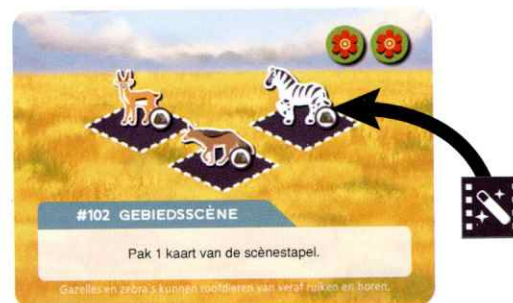 #102 GEBIEDSSCÈNE
Pak 1 kaart van de scènestapel.
Gazelles en zebra's kunnen roofdieren van veraf ruiken en horen.